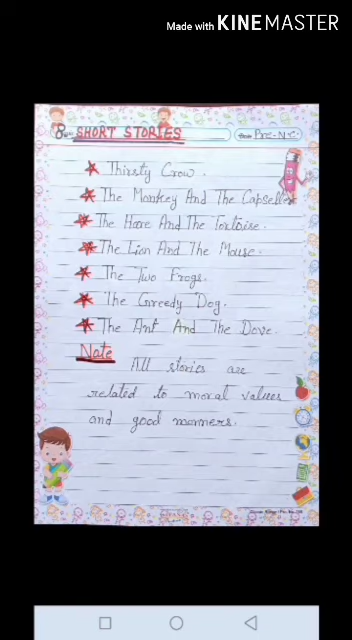 Made with KINEMASTER
8 SHORT STORIES
Pre-N.C.
Thirsty Crow.
The Monkey And The Capseller
The Hare And The Tortoise.
The Lion And The Mouse.
The Two Frogs.
The Greedy Dog.
The Ant And The Dove.
Note
All stories are
related to moral values
and good manners.